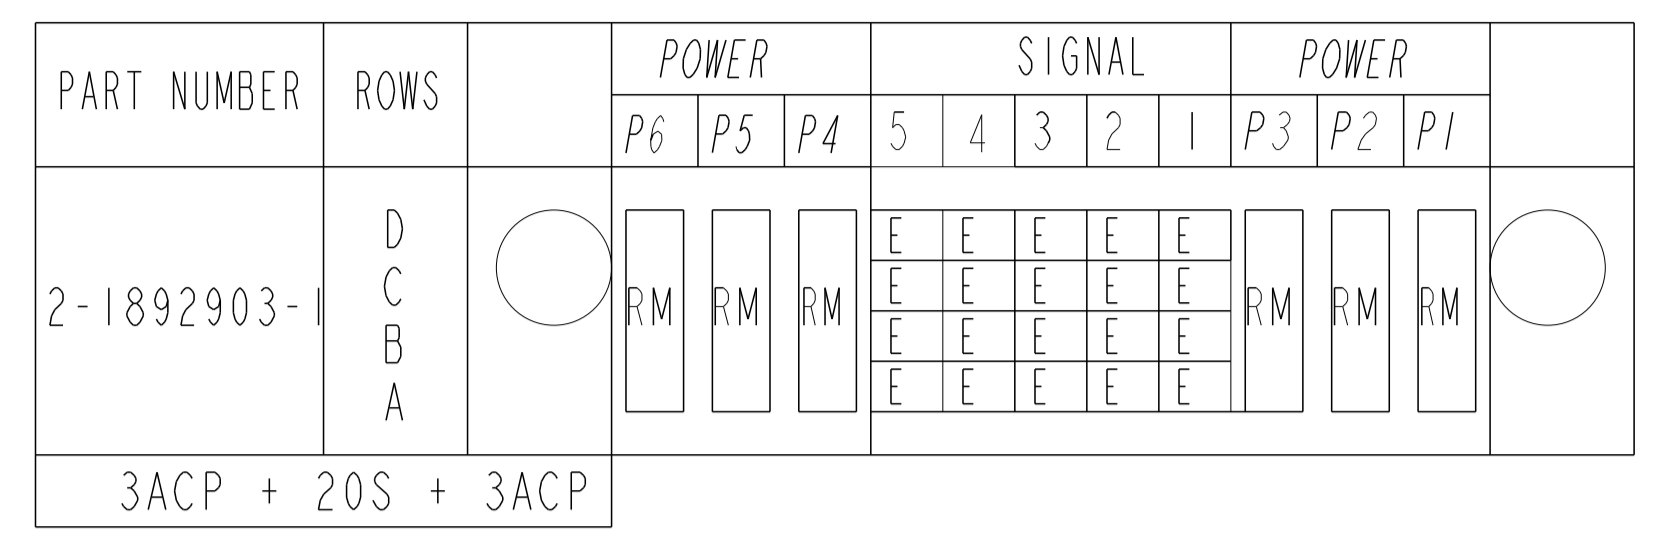 PART NUMBER ROWS POWER SIGNAL POWER
P6 P5 P4 5 4 3 2 1 P3 P2 P1
D E E E E E
C E E E E E
2-1892903-1 RM RM RM RM RM RM
B E E E E E
A E E E E E
3ACP + 20S + 3ACP